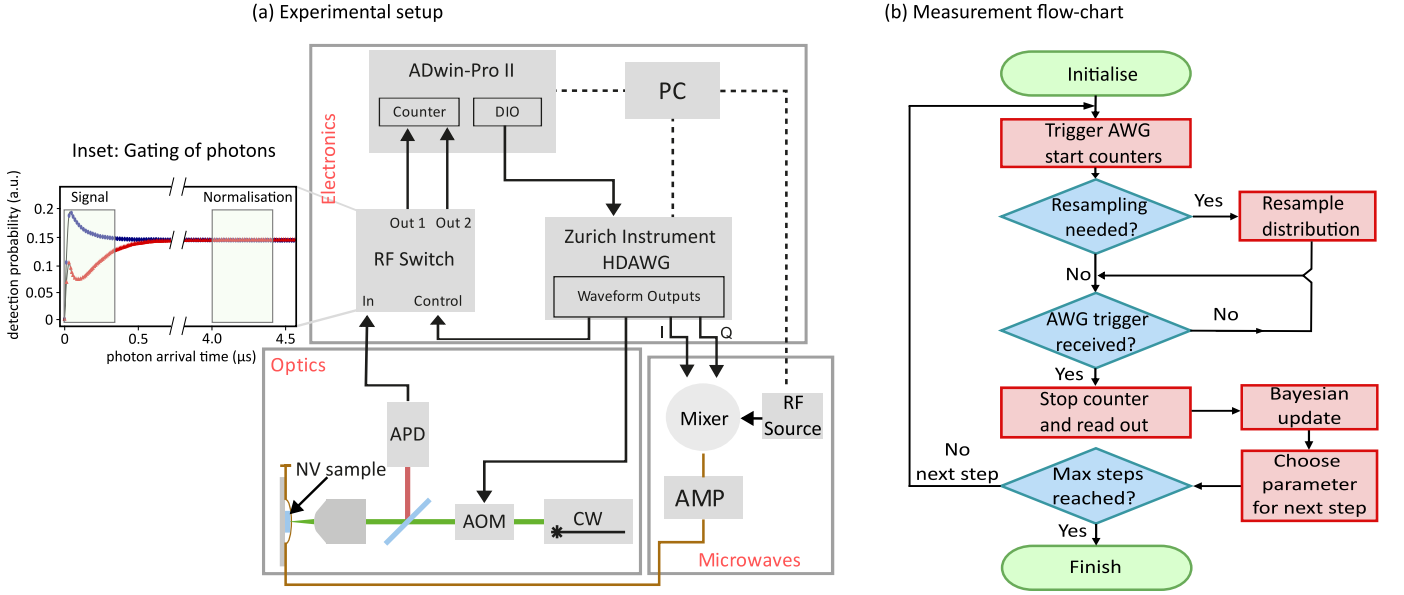 (a) Experimental setup
ADwin-Pro II
Counter
DIO
PC
Electronics
Inset: Gating of photons
detection probability (a.u.)
Signal
Normalisation
0.2
0.15
0.1
0.05
0
0
0.5
4.0
4.5
photon arrival time (μs)
Out 1
Out 2
RF Switch
In
Control
Zurich Instrument
HDAWG
Waveform Outputs
I
Q
Optics
APD
NV sample
AOM
CW
Mixer
RF
Source
AMP
Microwaves
(b) Measurement flow-chart
Initialise
Trigger AWG
start counters
Resampling
needed?
Yes
Resample
distribution
No
AWG trigger
received?
No
Yes
Stop counter
and read out
Bayesian
update
Choose
parameter
for next step
Max steps
reached?
No
next step
Yes
Finish